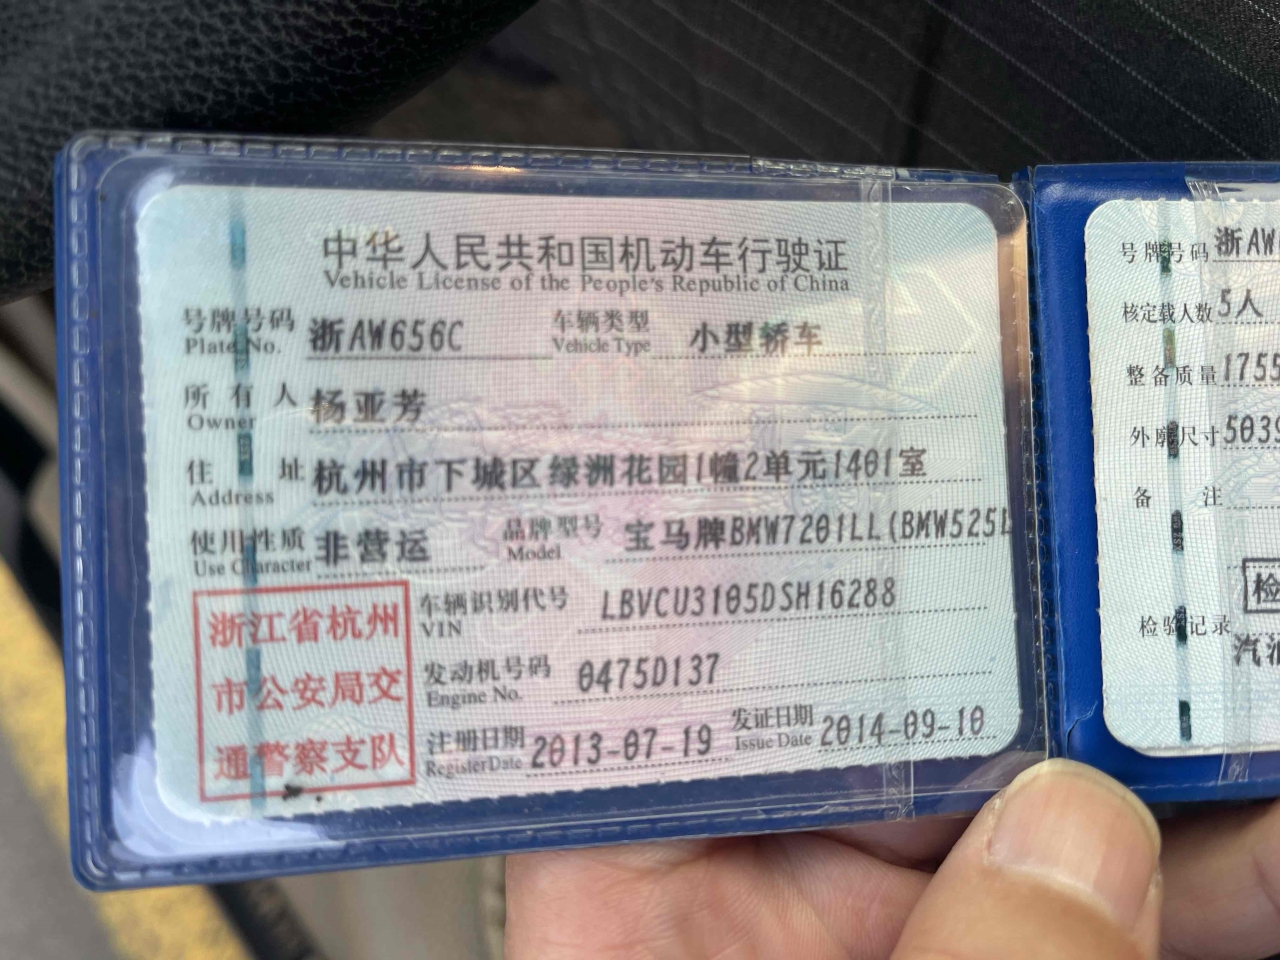 中华人民共和国机动车行驶证
Vehicle License of the People's Republic of China
号牌号码 浙AW656C 车辆类型 小型轿车
Plate No. Vehicle Type
所有人 杨亚芳
Owner
住址 杭州市下城区绿洲花园1幢2单元1401室
Address
使用性质 非营运 品牌型号 宝马牌BMW7201LL(BMW525L
Use Character Model
浙江省杭州
市公安局交
通警察支队
车辆识别代号 LBVCU3105DSH16288
VIN
发动机号码 0475D137
Engine No.
注册日期 2013-07-19 发证日期 2014-09-10
Register Date Issue Date
号牌号码 浙AW
核定载人数 5人
整备质量 1755
外廓尺寸 5039
备注
检
检验记录
汽油